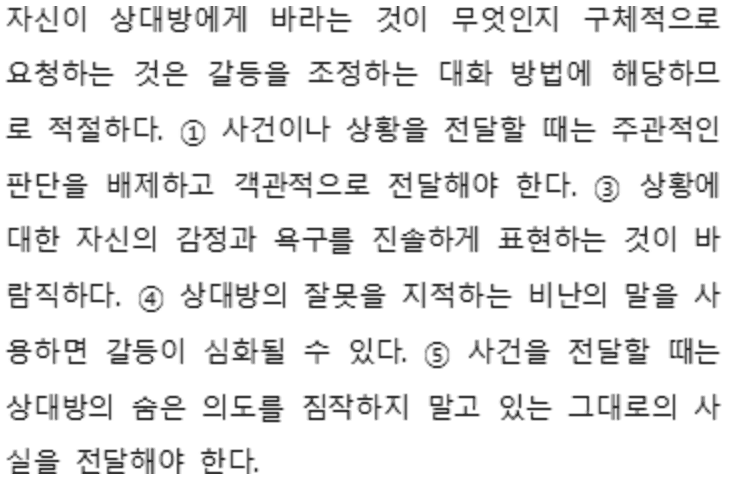 자신이 상대방에게 바라는 것이 무엇인지 구체적으로
요청하는 것은 갈등을 조정하는 대화 방법에 해당하므
로 적절하다. ① 사건이나 상황을 전달할 때는 주관적인
판단을 배제하고 객관적으로 전달해야 한다. ③ 상황에
대한 자신의 감정과 욕구를 진솔하게 표현하는 것이 바
람직하다. ④ 상대방의 잘못을 지적하는 비난의 말을 사
용하면 갈등이 심화될 수 있다. ⑤ 사건을 전달할 때는
상대방의 숨은 의도를 짐작하지 말고 있는 그대로의 사
실을 전달해야 한다.